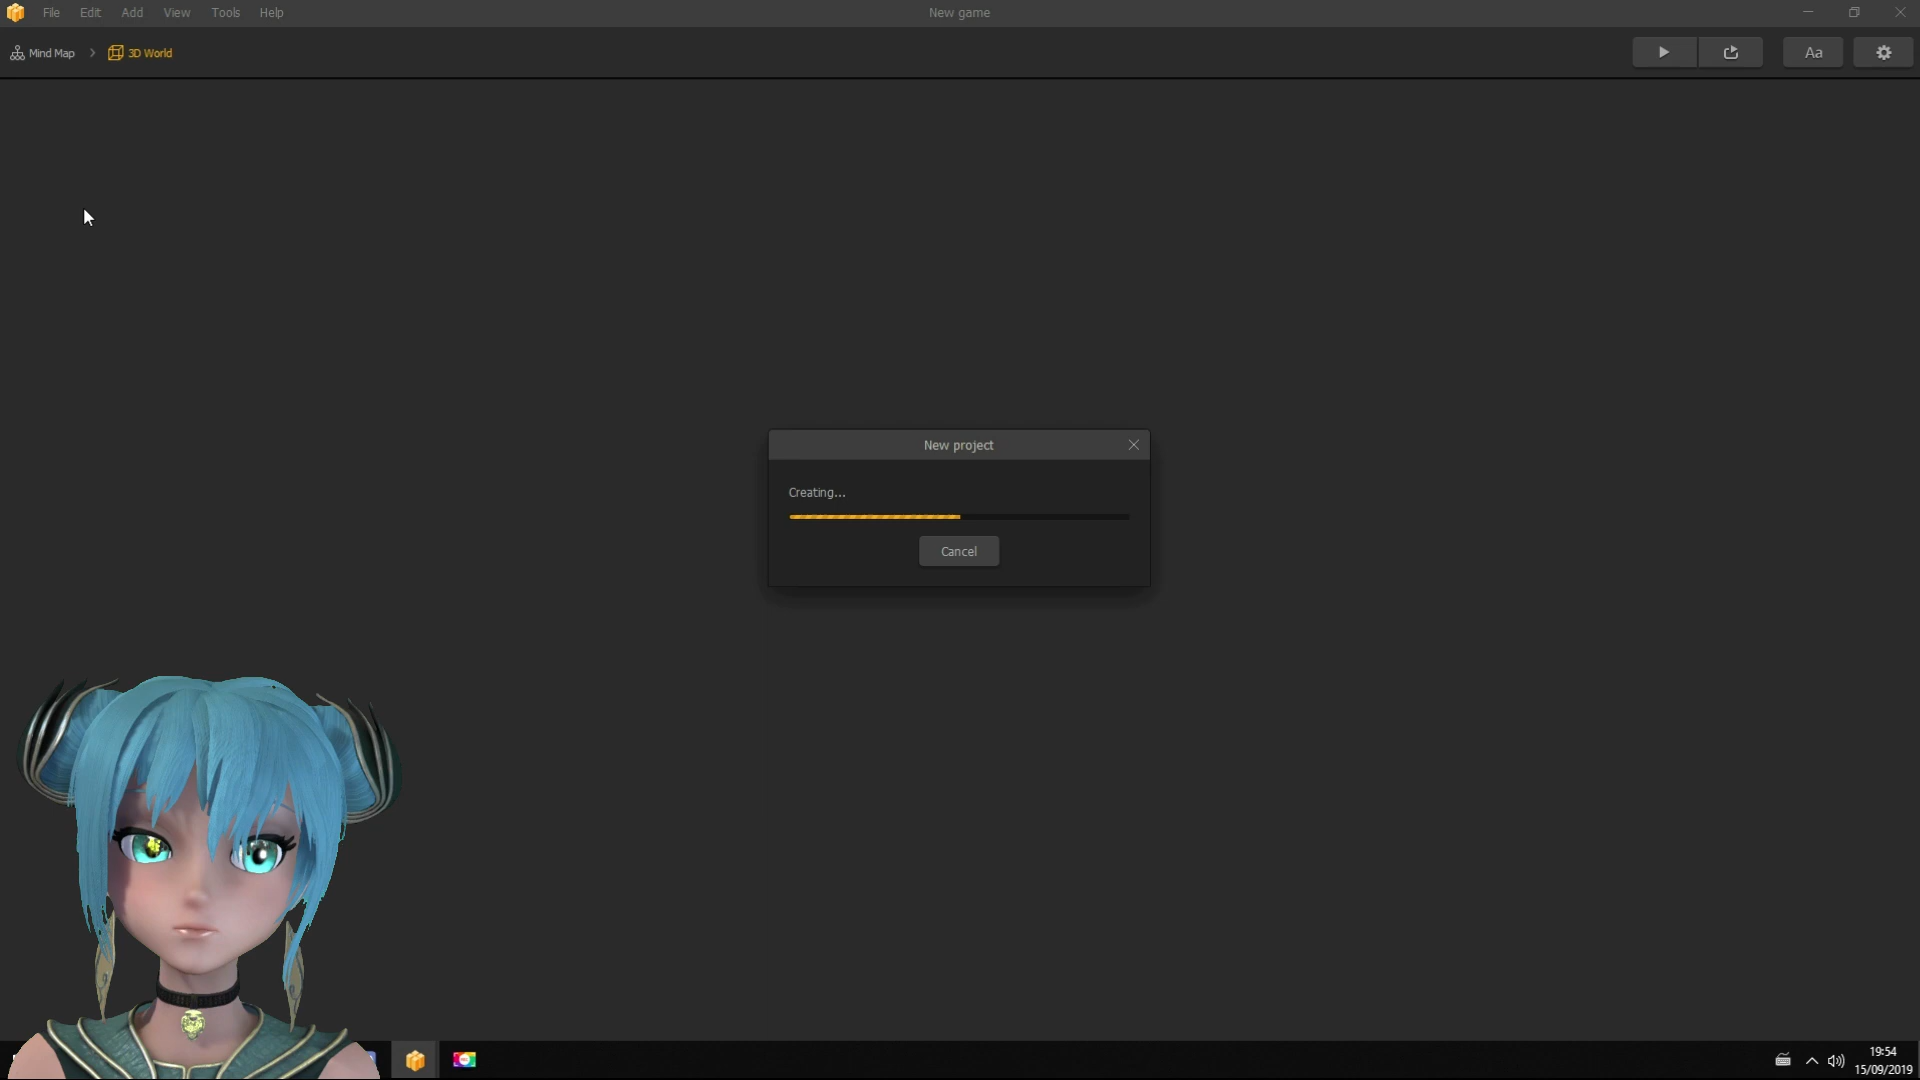 File Edit Add View Tools Help New game
Mind Map 3D World Aa
New project
Creating...
Cancel
19:54
15/09/2019